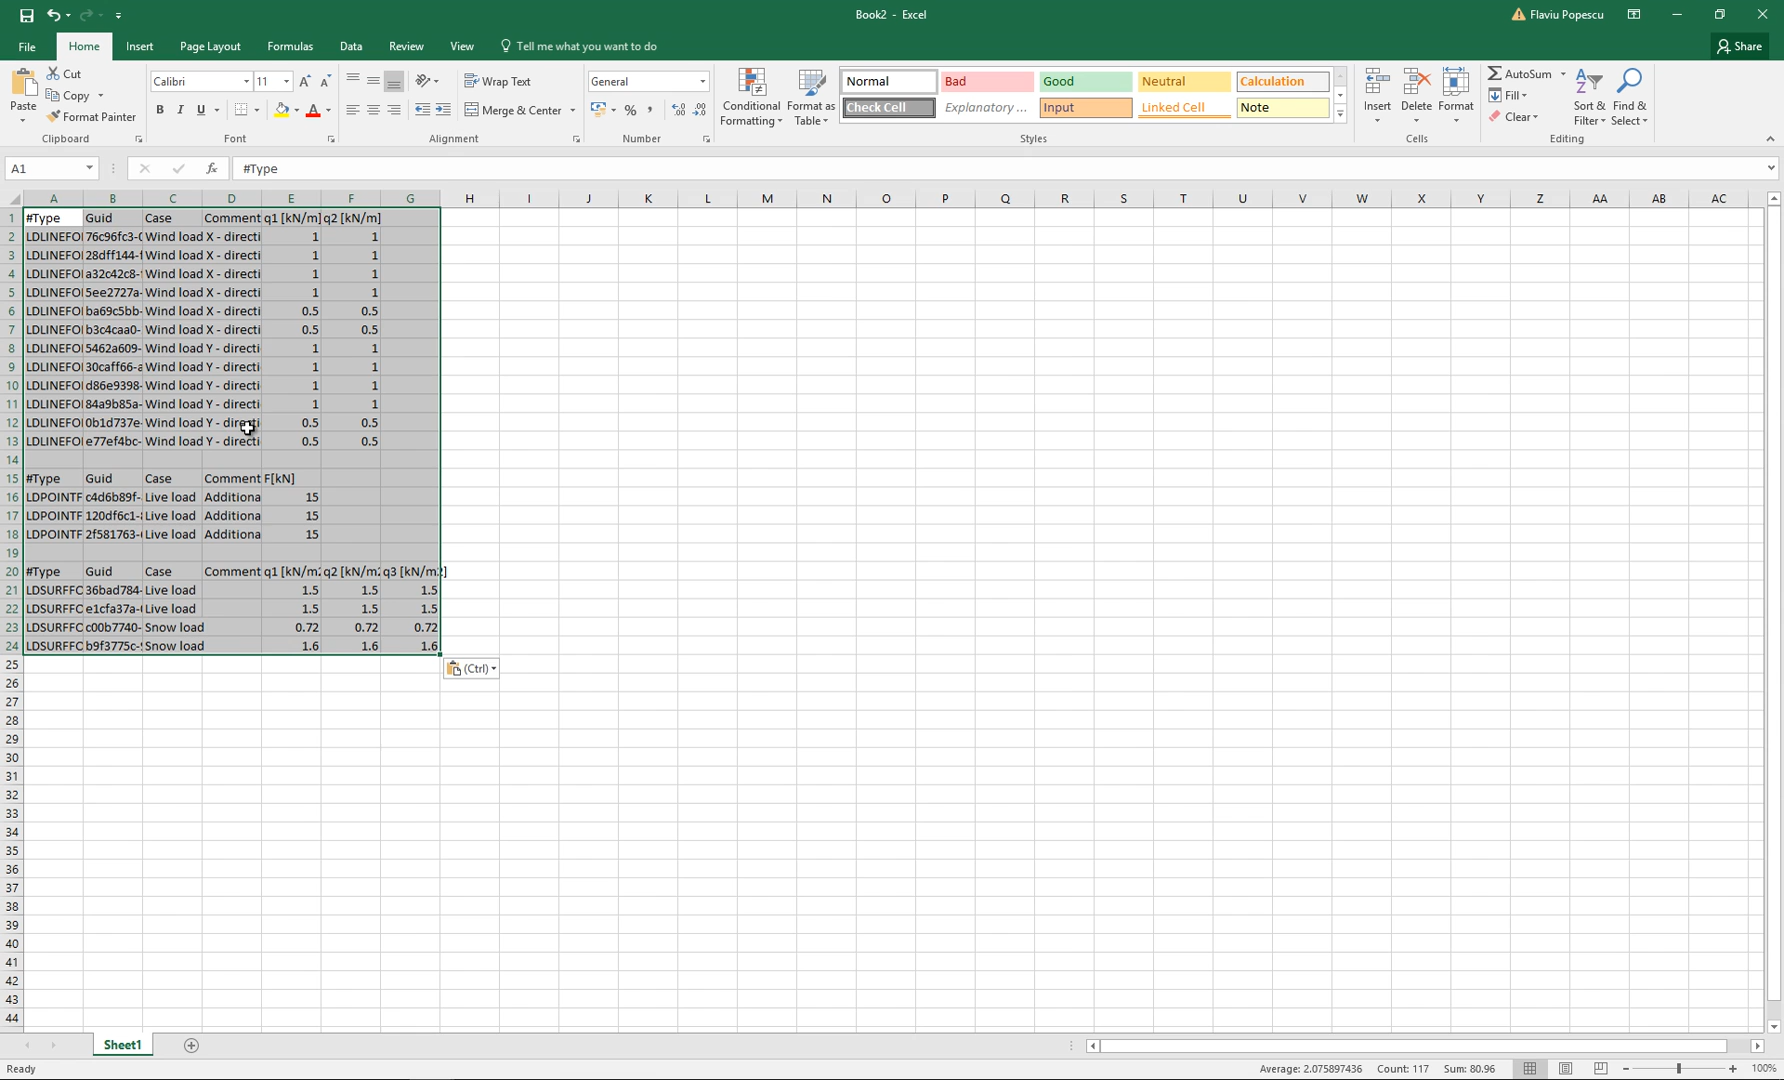 Book2 - Excel
Flaviu Popescu
File Home Insert Page Layout Formulas Data Review View Tell me what you want to do Share
Paste Cut Copy Format Painter Clipboard
Calibri 11 B I U A Font
Wrap Text Merge & Center Alignment
General % , Number
Conditional Formatting Format as Table
Normal Bad Good Neutral Calculation
Check Cell Explanatory ... Input Linked Cell Note
Styles
Insert Delete Format Cells
AutoSum Fill Clear Sort & Filter Find & Select Editing
A1 fx #Type
A B C D E F G H I J K L M N O P Q R S T U V W X Y Z AA AB AC
1 #Type Guid Case Comment q1 [kN/m] q2 [kN/m]
2 LDLINEFO 76c96fc3- Wind load X - directi 1 1
3 LDLINEFO 28dff144- Wind load X - directi 1 1
4 LDLINEFO a32c42c8- Wind load X - directi 1 1
5 LDLINEFO 5ee2727a- Wind load X - directi 1 1
6 LDLINEFO ba69c5bb- Wind load X - directi 0.5 0.5
7 LDLINEFO b3c4caa0- Wind load X - directi 0.5 0.5
8 LDLINEFO 5462a609- Wind load Y - directi 1 1
9 LDLINEFO 30caff66-a Wind load Y - directi 1 1
10 LDLINEFO d86e9398- Wind load Y - directi 1 1
11 LDLINEFO 84a9b85a- Wind load Y - directi 1 1
12 LDLINEFO 0b1d737e- Wind load Y - directi 0.5 0.5
13 LDLINEFO e77ef4bc- Wind load Y - directi 0.5 0.5
14
15 #Type Guid Case Comment F[kN]
16 LDPOINTF c4d6b89f- Live load Additiona 15
17 LDPOINTF 120df6c1- Live load Additiona 15
18 LDPOINTF 2f581763- Live load Additiona 15
19
20 #Type Guid Case Comment q1 [kN/m2 q2 [kN/m2 q3 [kN/m2]
21 LDSURFFC 36bad784- Live load 1.5 1.5 1.5
22 LDSURFFC e1cfa37a- Live load 1.5 1.5 1.5
23 LDSURFFC c00b7740- Snow load 0.72 0.72 0.72
24 LDSURFFC b9f3775c- Snow load 1.6 1.6 1.6
25 (Ctrl)
26
27
28
29
30
31
32
33
34
35
36
37
38
39
40
41
42
43
44
Sheet1
Ready Average: 2.075897436 Count: 117 Sum: 80.96 100%